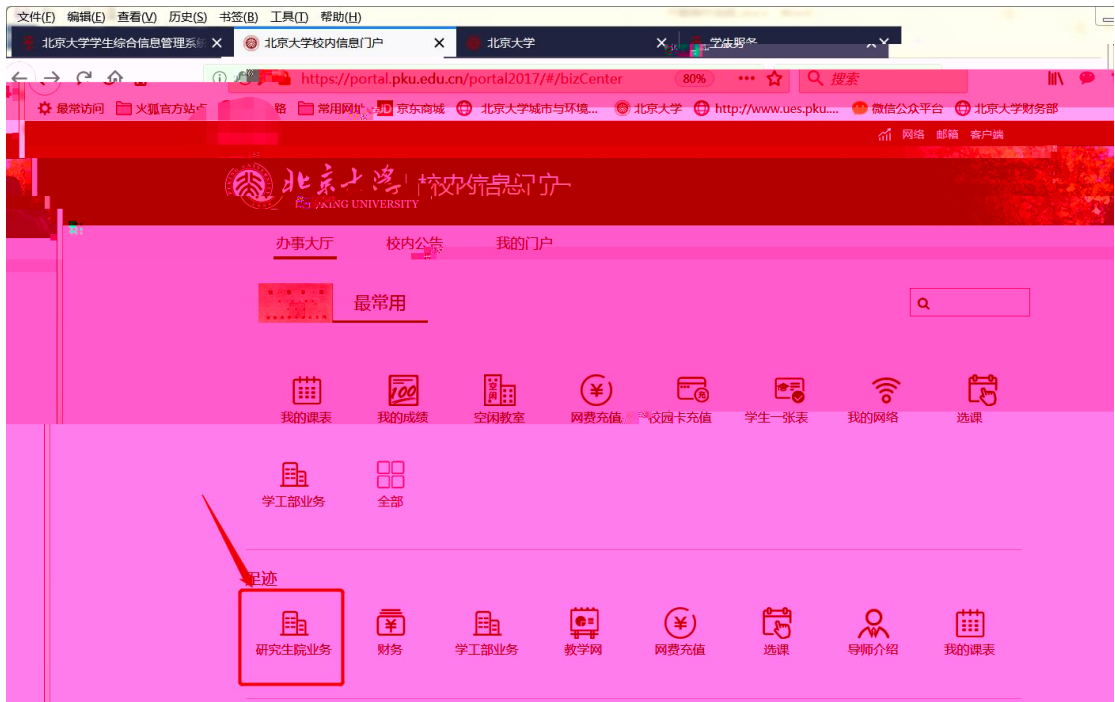 文件(F) 编辑(E) 查看(V) 历史(S) 书签(B) 工具(T) 帮助(H)
北京大学学生综合信息管理系统 × 北京大学校内信息门户 × 北京大学 ×
https://portal.pku.edu.cn/portal2017/#/bizCenter 80% 搜索
最常访问 火狐官方站点 常用网址 JD 京东商城 北京大学城市与环境... 北京大学 http://www.ues.pku.... 微信公众平台 北京大学财务部
网络 邮箱 客户端
北京大学 校内信息门户
PEKING UNIVERSITY
办事大厅 校内公告 我的门户
最常用
我的课表 我的成绩 空闲教室 网费充值 校园卡充值 学生一张表 我的网络 选课
学工部业务 全部
足迹
研究生院业务 财务 学工部业务 教学网 网费充值 选课 导师介绍 我的课表